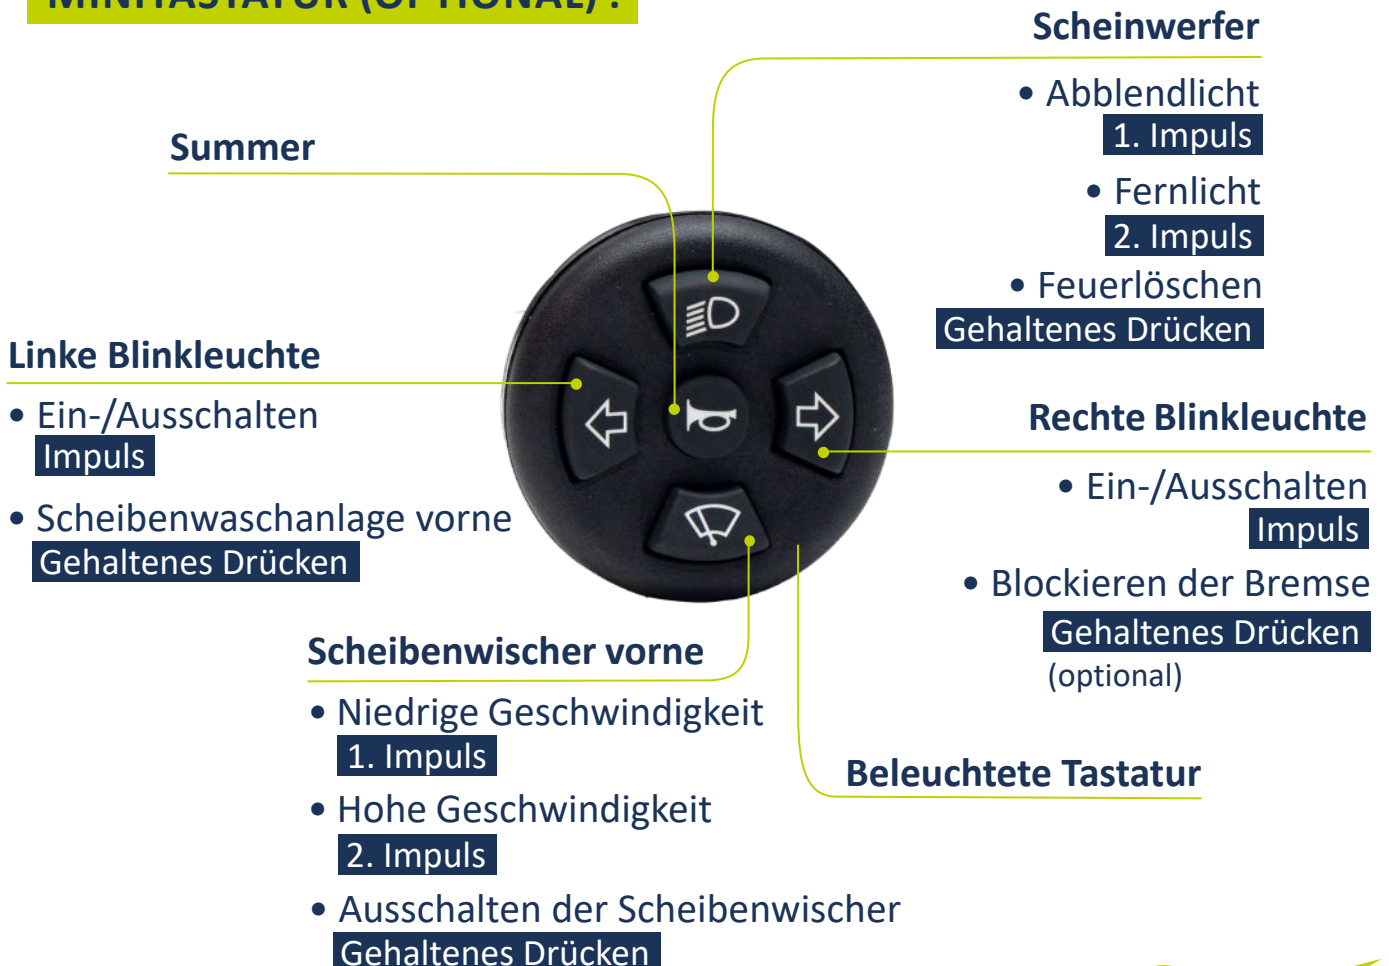 MINITASTATUR (OPTIONAL) :
Scheinwerfer
• Abblendlicht
1. Impuls
• Fernlicht
2. Impuls
• Feuerlöschen
Gehaltenes Drücken
Summer
Linke Blinkleuchte
• Ein-/Ausschalten
Impuls
• Scheibenwaschanlage vorne
Gehaltenes Drücken
Rechte Blinkleuchte
• Ein-/Ausschalten
Impuls
• Blockieren der Bremse
Gehaltenes Drücken
(optional)
Scheibenwischer vorne
• Niedrige Geschwindigkeit
1. Impuls
• Hohe Geschwindigkeit
2. Impuls
• Ausschalten der Scheibenwischer
Gehaltenes Drücken
Beleuchtete Tastatur